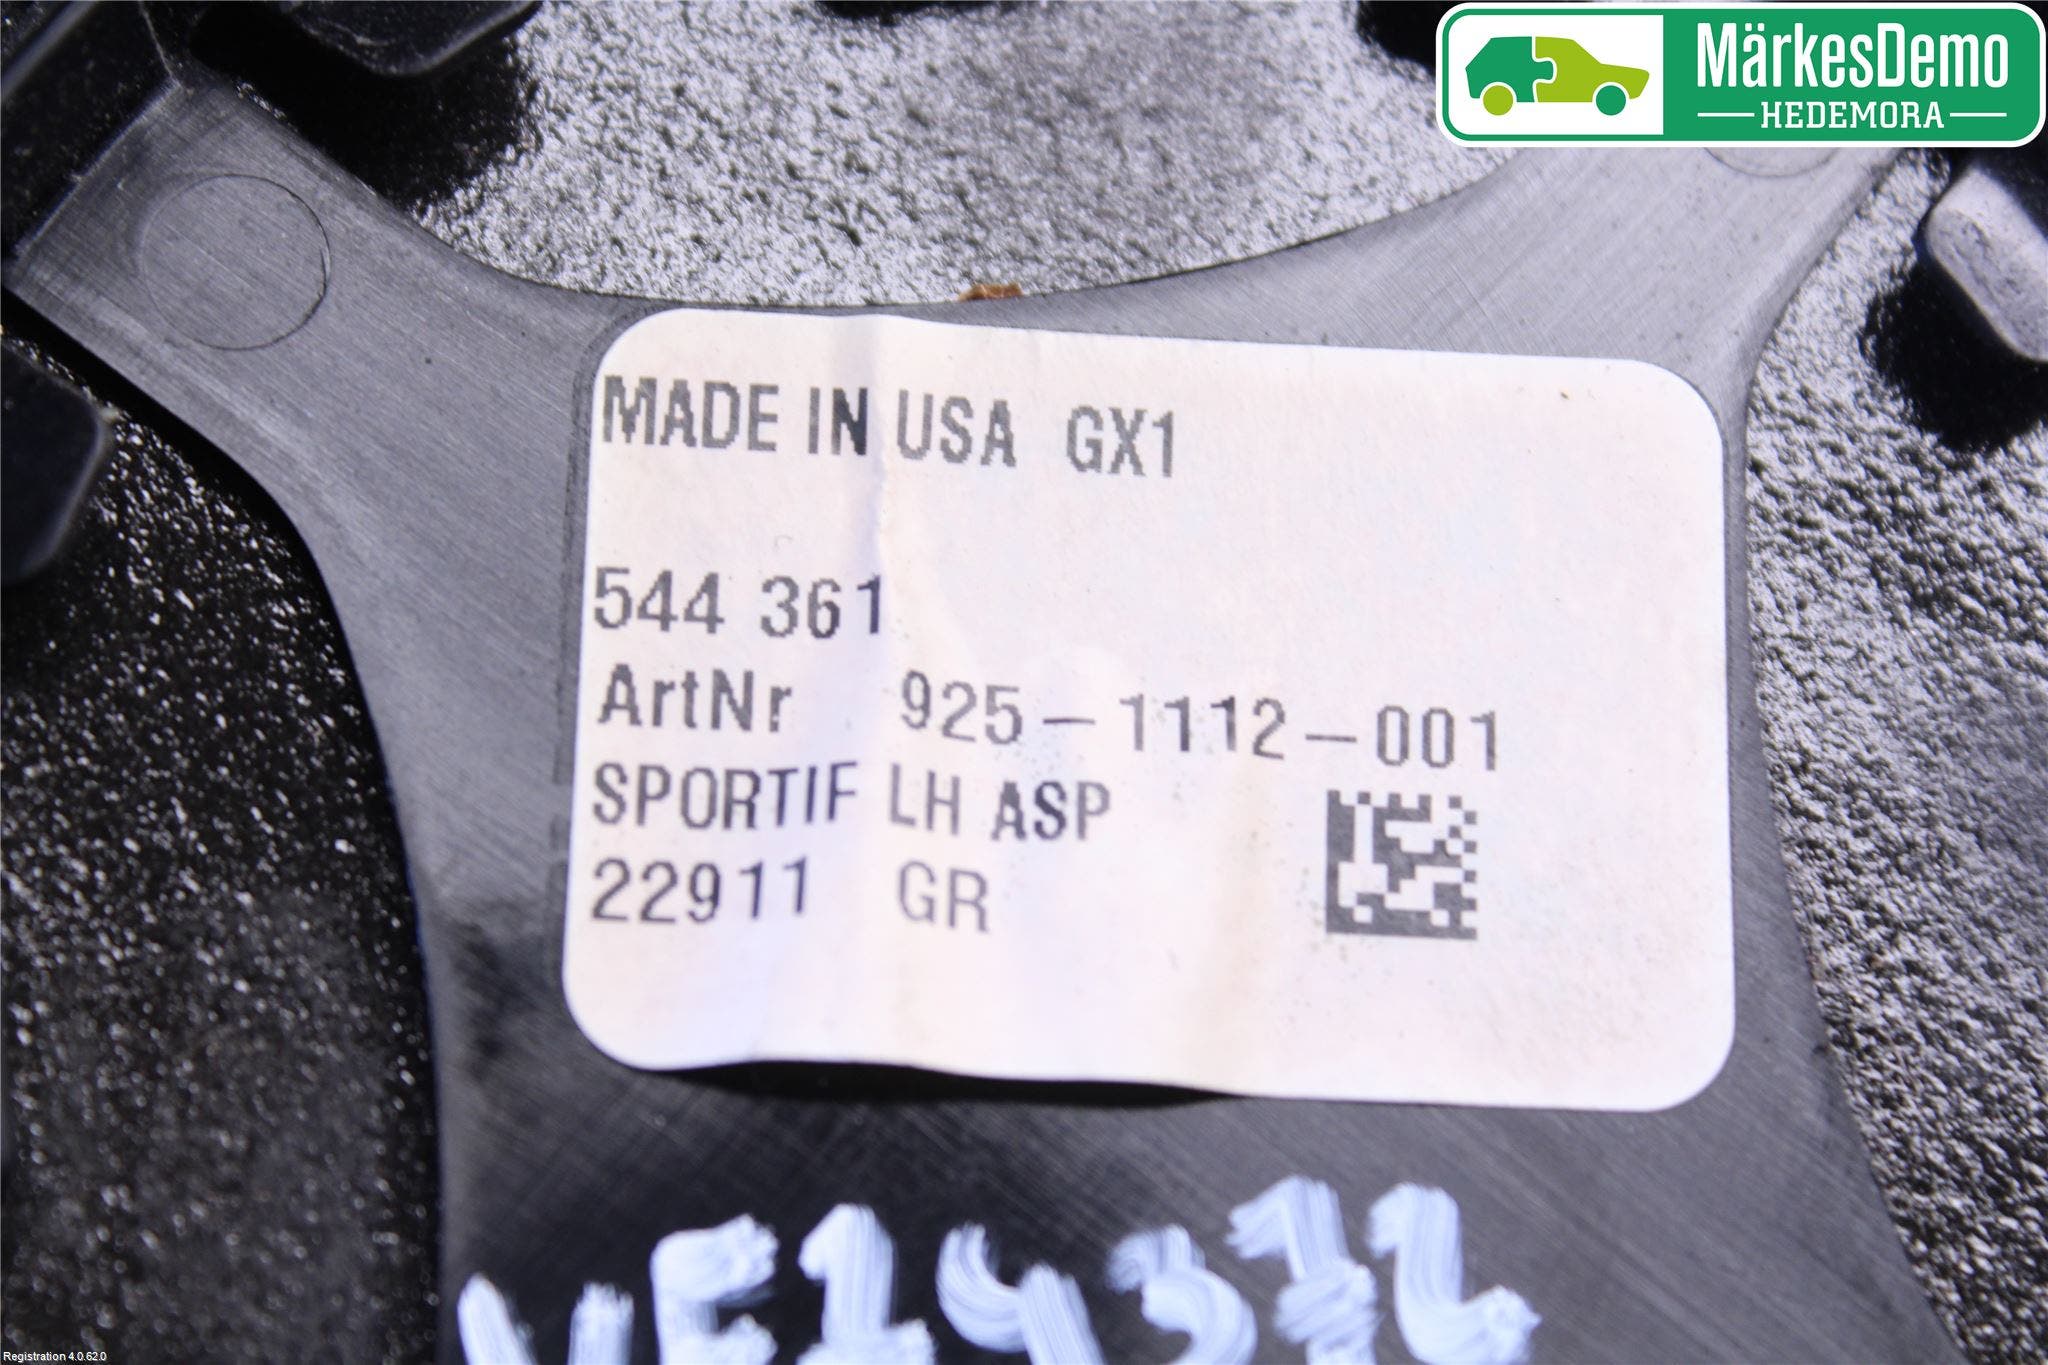 MärkesDemo
HEDEMORA
MADE IN USA GX1
544 361
ArtNr 925-1112-001
SPORTIF LH ASP
22911 GR
Registration 4.0.62.0